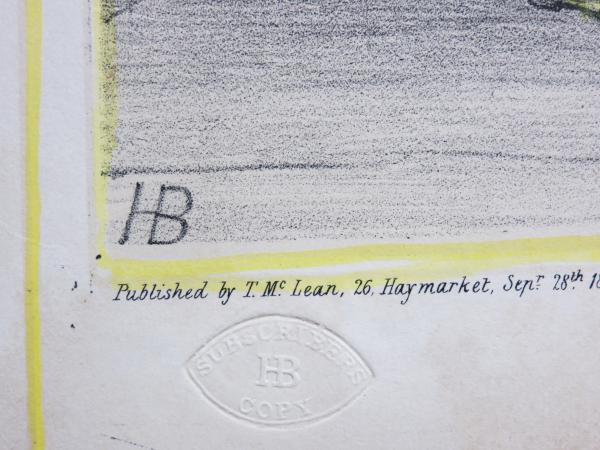 HB
Published by T. Mc Lean, 26, Haymarket, Sepr. 28th 18
SUBSCRIBERS
HB
COPY